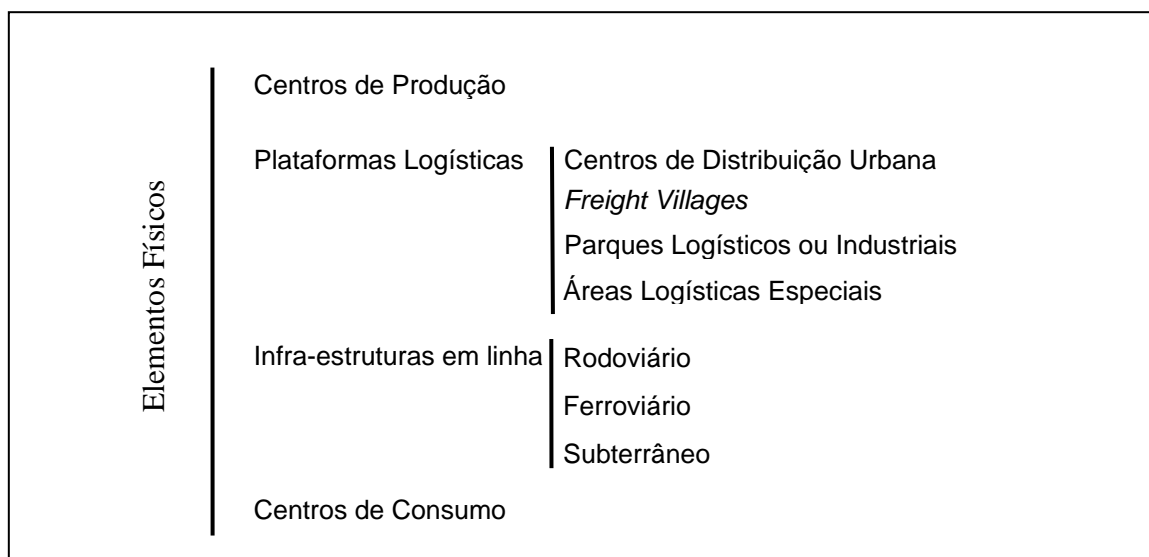 Elementos Físicos
Centros de Produção
Plataformas Logísticas
Centros de Distribuição Urbana
Freight Villages
Parques Logísticos ou Industriais
Áreas Logísticas Especiais
Infra-estruturas em linha
Rodoviário
Ferroviário
Subterrâneo
Centros de Consumo